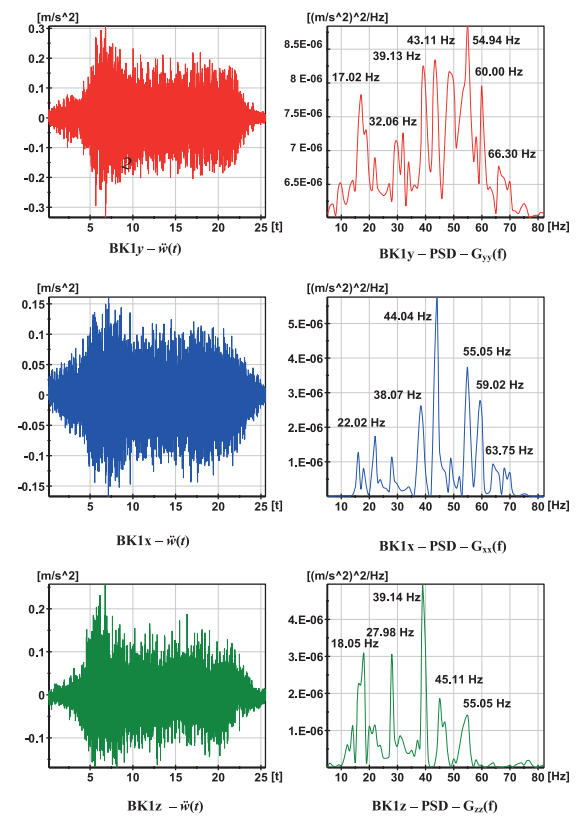 [m/s^2]
0.3
0.2
0.1
0
-0.1
-0.2
-0.3
5
10
15
20
25
[t]
2
BK1y – ẅ(t)
[(m/s^2)^2/Hz]
8.5E-06
8E-06
7.5E-06
7E-06
6.5E-06
17.02 Hz
32.06 Hz
39.13 Hz
43.11 Hz
54.94 Hz
60.00 Hz
66.30 Hz
10 20 30 40 50 60 70 80
[Hz]
BK1y – PSD – Gyy(f)
[m/s^2]
0.15
0.1
0.05
0
-0.05
-0.1
-0.15
5
10
15
20
25
[t]
BK1x – ẅ(t)
[(m/s^2)^2/Hz]
5.E-06
4.E-06
3.E-06
2.E-06
1.E-06
22.02 Hz
38.07 Hz
44.04 Hz
55.05 Hz
59.02 Hz
63.75 Hz
10 20 30 40 50 60 70 80
[Hz]
BK1x – PSD – Gxx(f)
[m/s^2]
0.2
0.1
0
-0.1
5
10
15
20
25
[t]
BK1z – ẅ(t)
[(m/s^2)^2/Hz]
4.E-06
3.E-06
2.E-06
1.E-06
18.05 Hz
27.98 Hz
39.14 Hz
45.11 Hz
55.05 Hz
10 20 30 40 50 60 70 80
[Hz]
BK1z – PSD – Gzz(f)